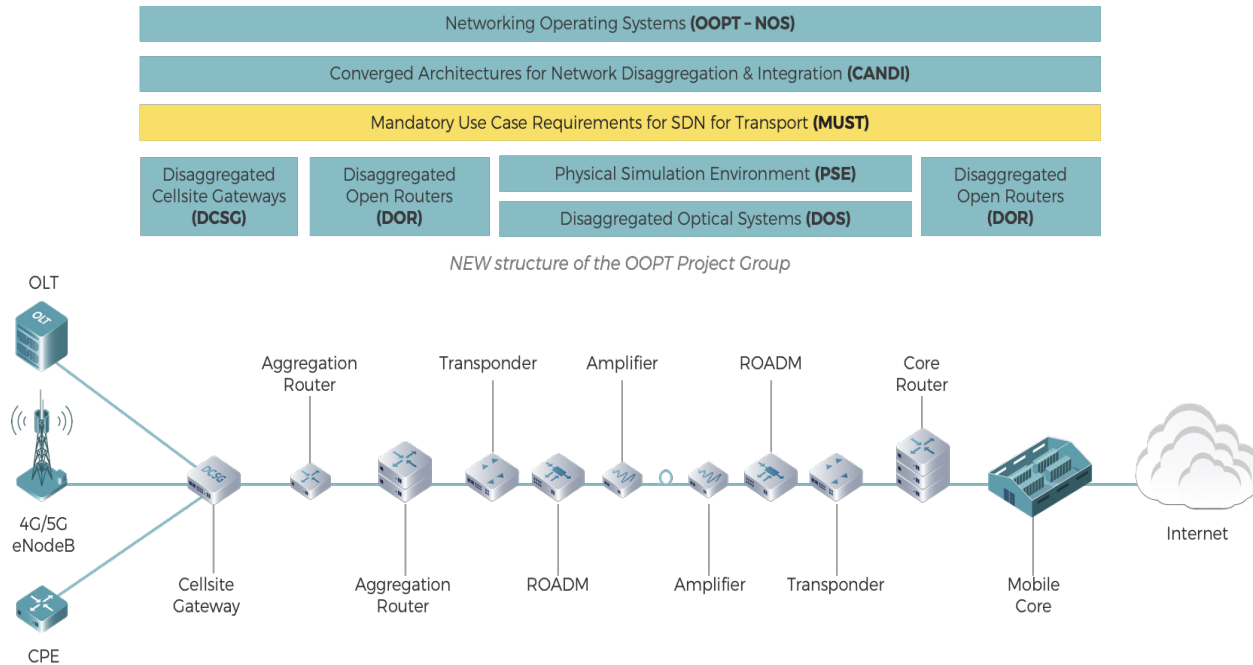 Networking Operating Systems (OOPT – NOS)
Converged Architectures for Network Disaggregation & Integration (CANDI)
Mandatory Use Case Requirements for SDN for Transport (MUST)
Disaggregated
Cellsite Gateways
(DCSG)
Disaggregated
Open Routers
(DOR)
Physical Simulation Environment (PSE)
Disaggregated Optical Systems (DOS)
Disaggregated
Open Routers
(DOR)
NEW structure of the OOPT Project Group
OLT
OLT
Aggregation
Router
Transponder
Amplifier
ROADM
Core
Router
DCSG
4G/5G
eNodeB
Internet
Cellsite
Gateway
Aggregation
Router
ROADM
Amplifier
Transponder
Mobile
Core
CPE